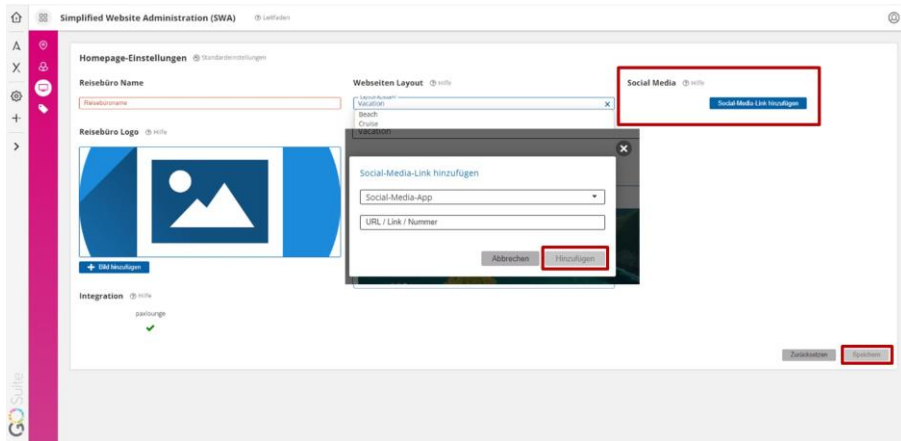 Simplified Website Administration (SWA) Leitfaden
Homepage-Einstellungen Standardeinstellungen
Reisebüro Name
Reisebüroname
Webseiten Layout Hilfe
Vacation
Beach
Cruise
Vacation
Social Media Hilfe
Social-Media-Link hinzufügen
Reisebüro Logo Hilfe
Bild hinzufügen
Social-Media-Link hinzufügen
Social-Media-App
URL / Link / Nummer
Abbrechen Hinzufügen
Integration Hilfe
paxlounge
Zurücksetzen Speichern
GO Suite